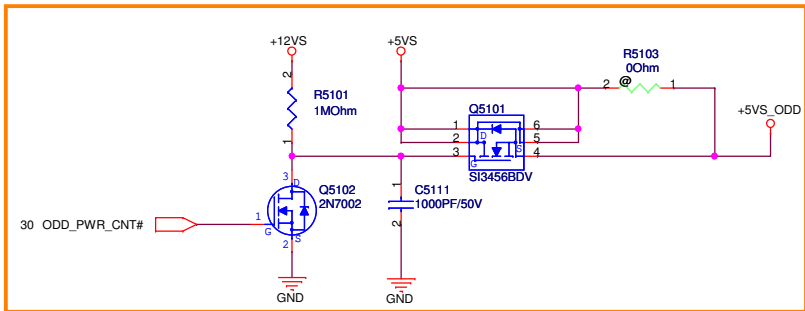 +12VS
+5VS
R5103
0Ohm
2
@
1
2
R5101
1MOhm
1
Q5101
+5VS_ODD
1
2
3
D
S
G
6
5
4
SI3456BDV
3
D
Q5102
2N7002
1
G
S
2
1
C5111
1000PF/50V
2
30 ODD_PWR_CNT#
GND
GND